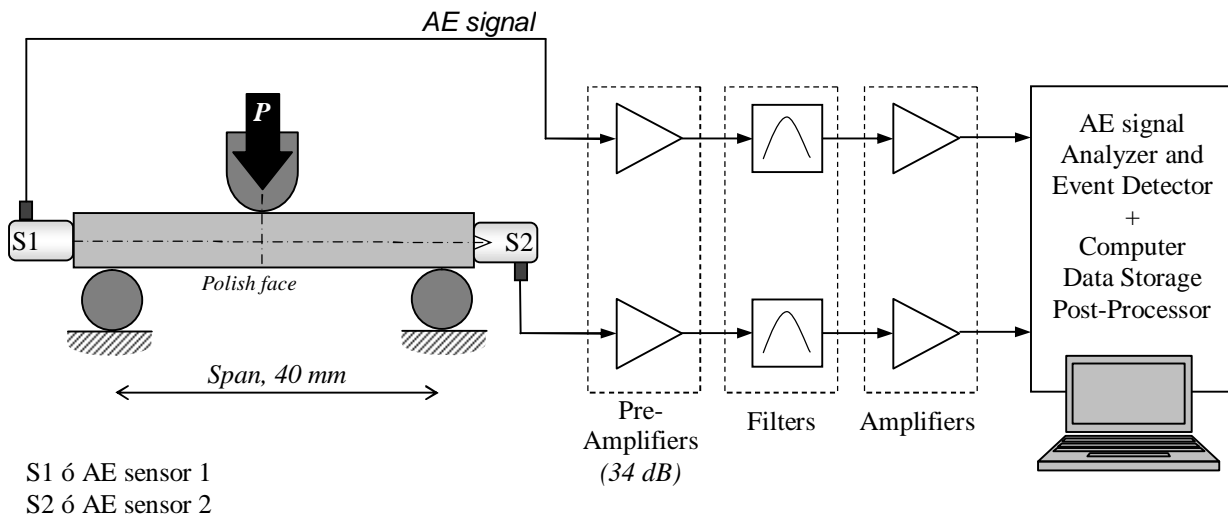 AE signal
P
S1
S2
Polish face
Span, 40 mm
S1 ó AE sensor 1
S2 ó AE sensor 2
Pre-
Amplifiers
(34 dB)
Filters
Amplifiers
AE signal
Analyzer and
Event Detector
+
Computer
Data Storage
Post-Processor